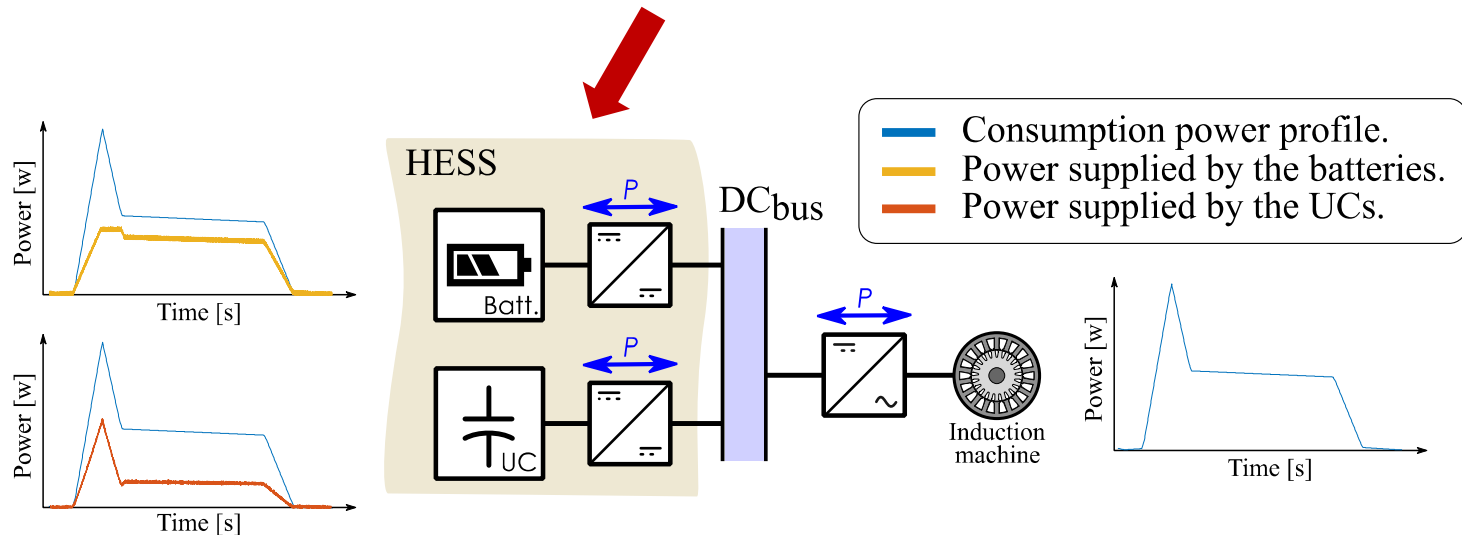 Consumption power profile.
Power supplied by the batteries.
Power supplied by the UCs.
Power [w]
Time [s]
Power [w]
Time [s]
HESS
P
Batt.
P
UC
DCbus
P
Induction
machine
Power [w]
Time [s]